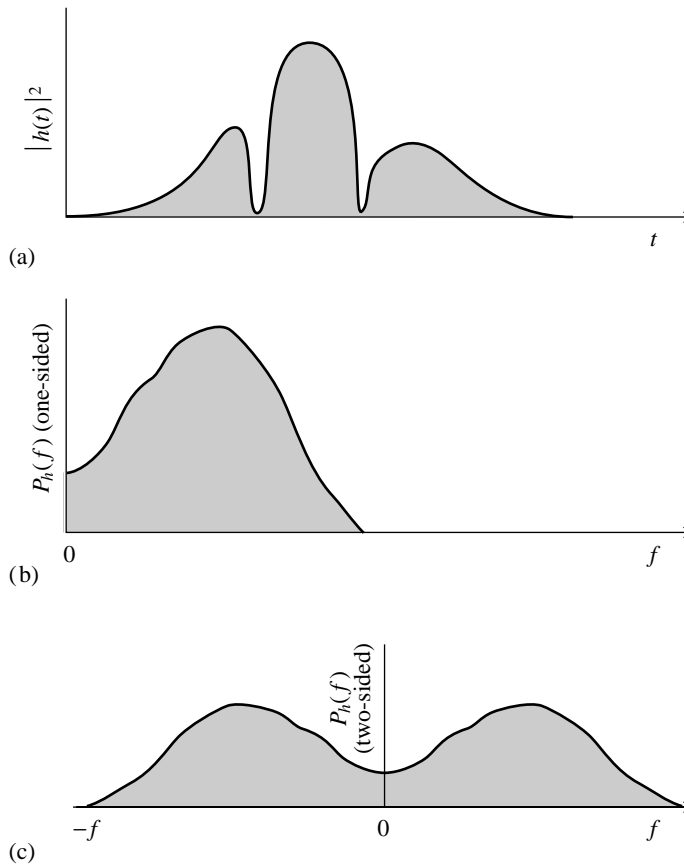 |h(t)|²
t
(a)
Pₕ(f) (one-sided)
0
f
(b)
Pₕ(f)
(two-sided)
−f
0
f
(c)